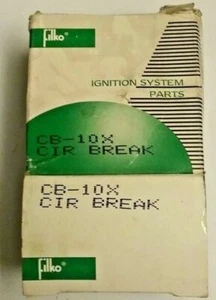 filko®
IGNITION SYSTEM
PARTS
CB-10X
CIR BREAK
CB-10X
CIR BREAK
filko®